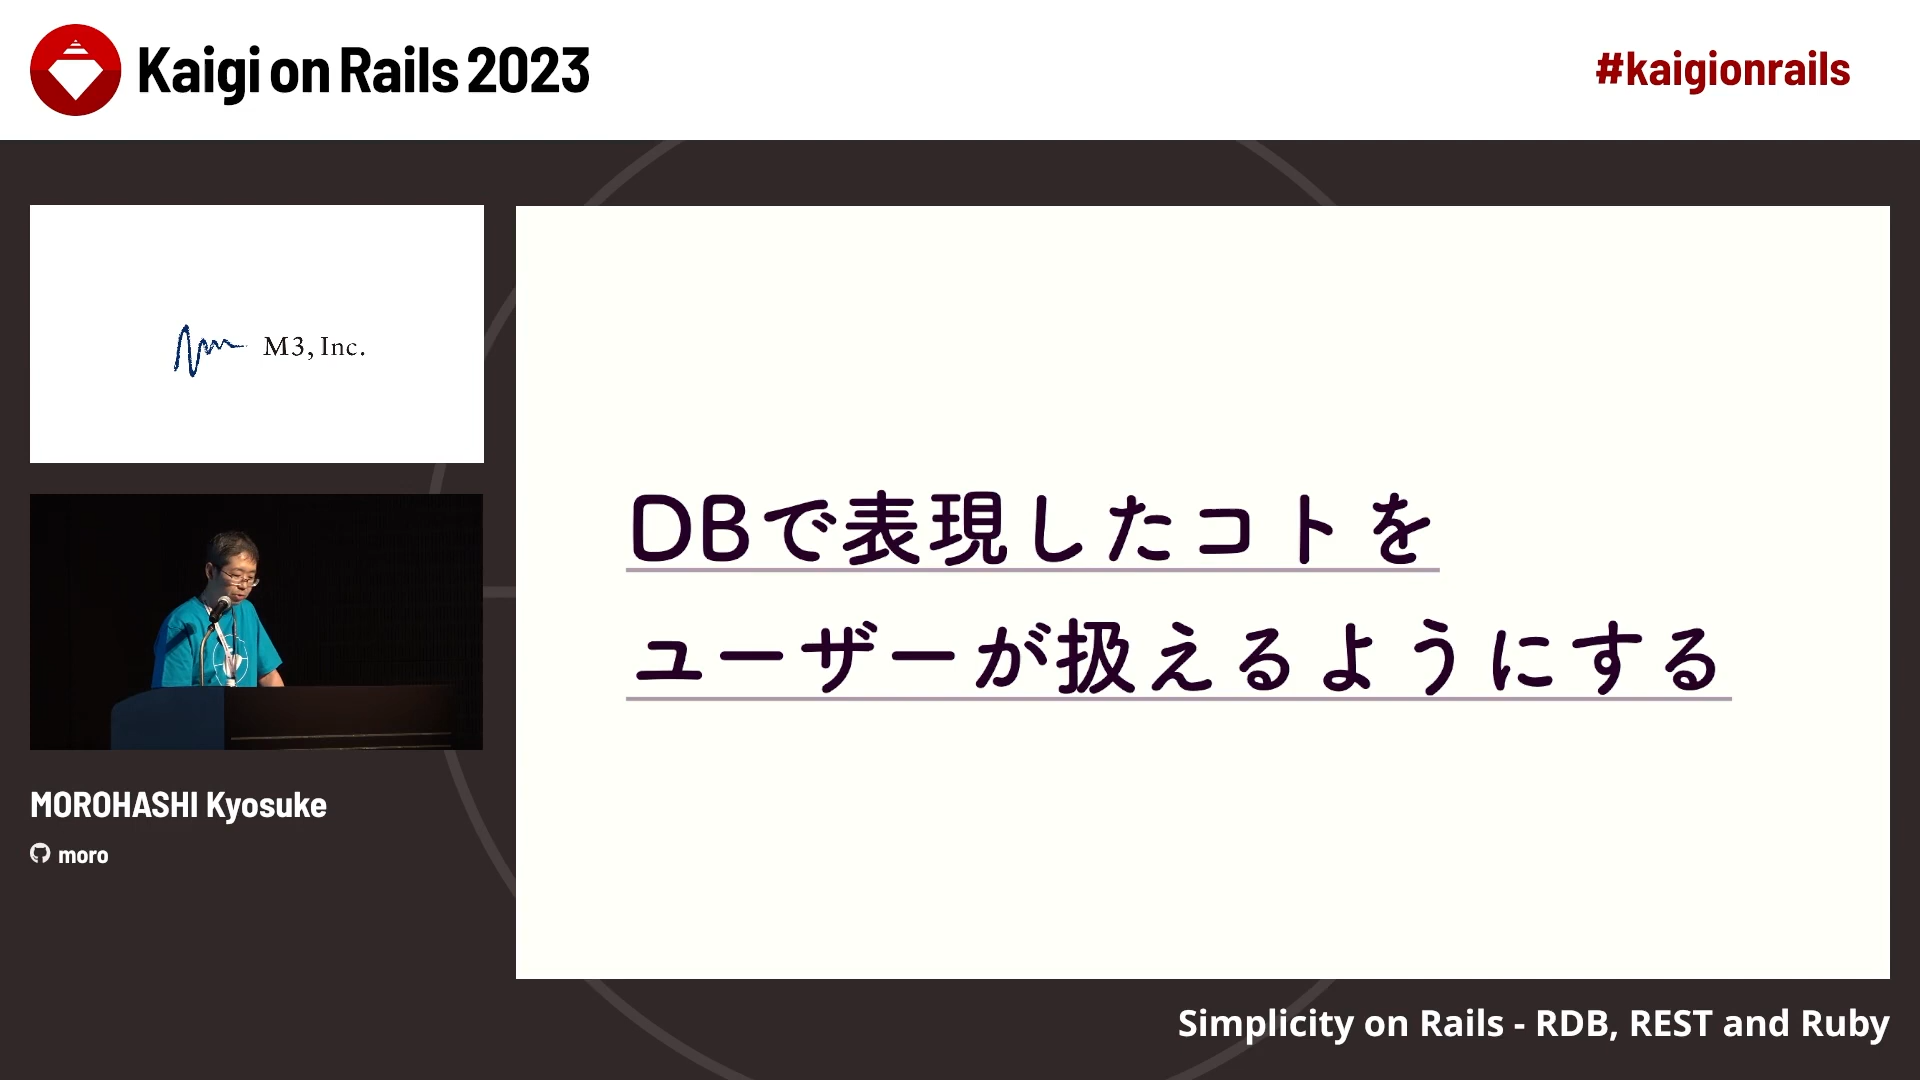 Kaigi on Rails 2023
#kaigionrails
M3, Inc.
DBで表現したコトを
ユーザーが扱えるようにする
MOROHASHI Kyosuke
moro
Simplicity on Rails - RDB, REST and Ruby